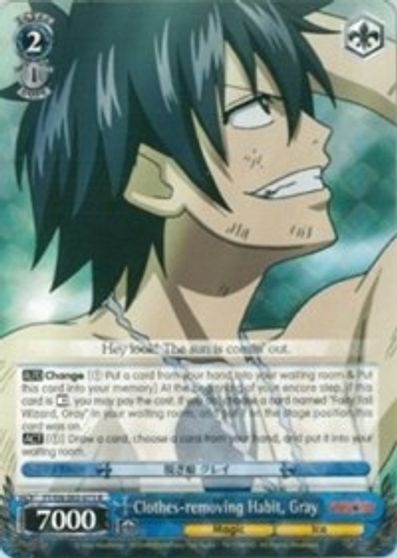 2
1
Hey look! The sun is comin' out.
AUTO Change [① Put a card from your hand into your waiting room & Put
this card into your memory] At the beginning of your encore step, if this card
is, you may pay the cost. If you do, choose a card named "Fairy Tail
Wizard, Gray" in your waiting room, and put it on the stage position this
card was on.
ACT [① Draw a card, choose a card from your hand, and put it into your
waiting room.
脱ぎ癖 グレイ
Clothes-removing Habit, Gray
7000
Magic
Ice